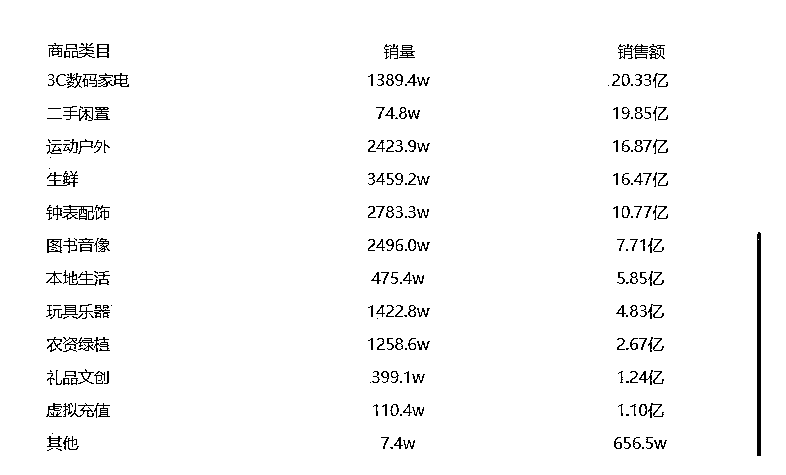 商品类目 销量 销售额
3C数码家电 1389.4w 20.33亿
二手闲置 74.8w 19.85亿
运动户外 2423.9w 16.87亿
生鲜 3459.2w 16.47亿
钟表配饰 2783.3w 10.77亿
图书音像 2496.0w 7.71亿
本地生活 475.4w 5.85亿
玩具乐器 1422.8w 4.83亿
农资绿植 1258.6w 2.67亿
礼品文创 399.1w 1.24亿
虚拟充值 110.4w 1.10亿
其他 7.4w 656.5w